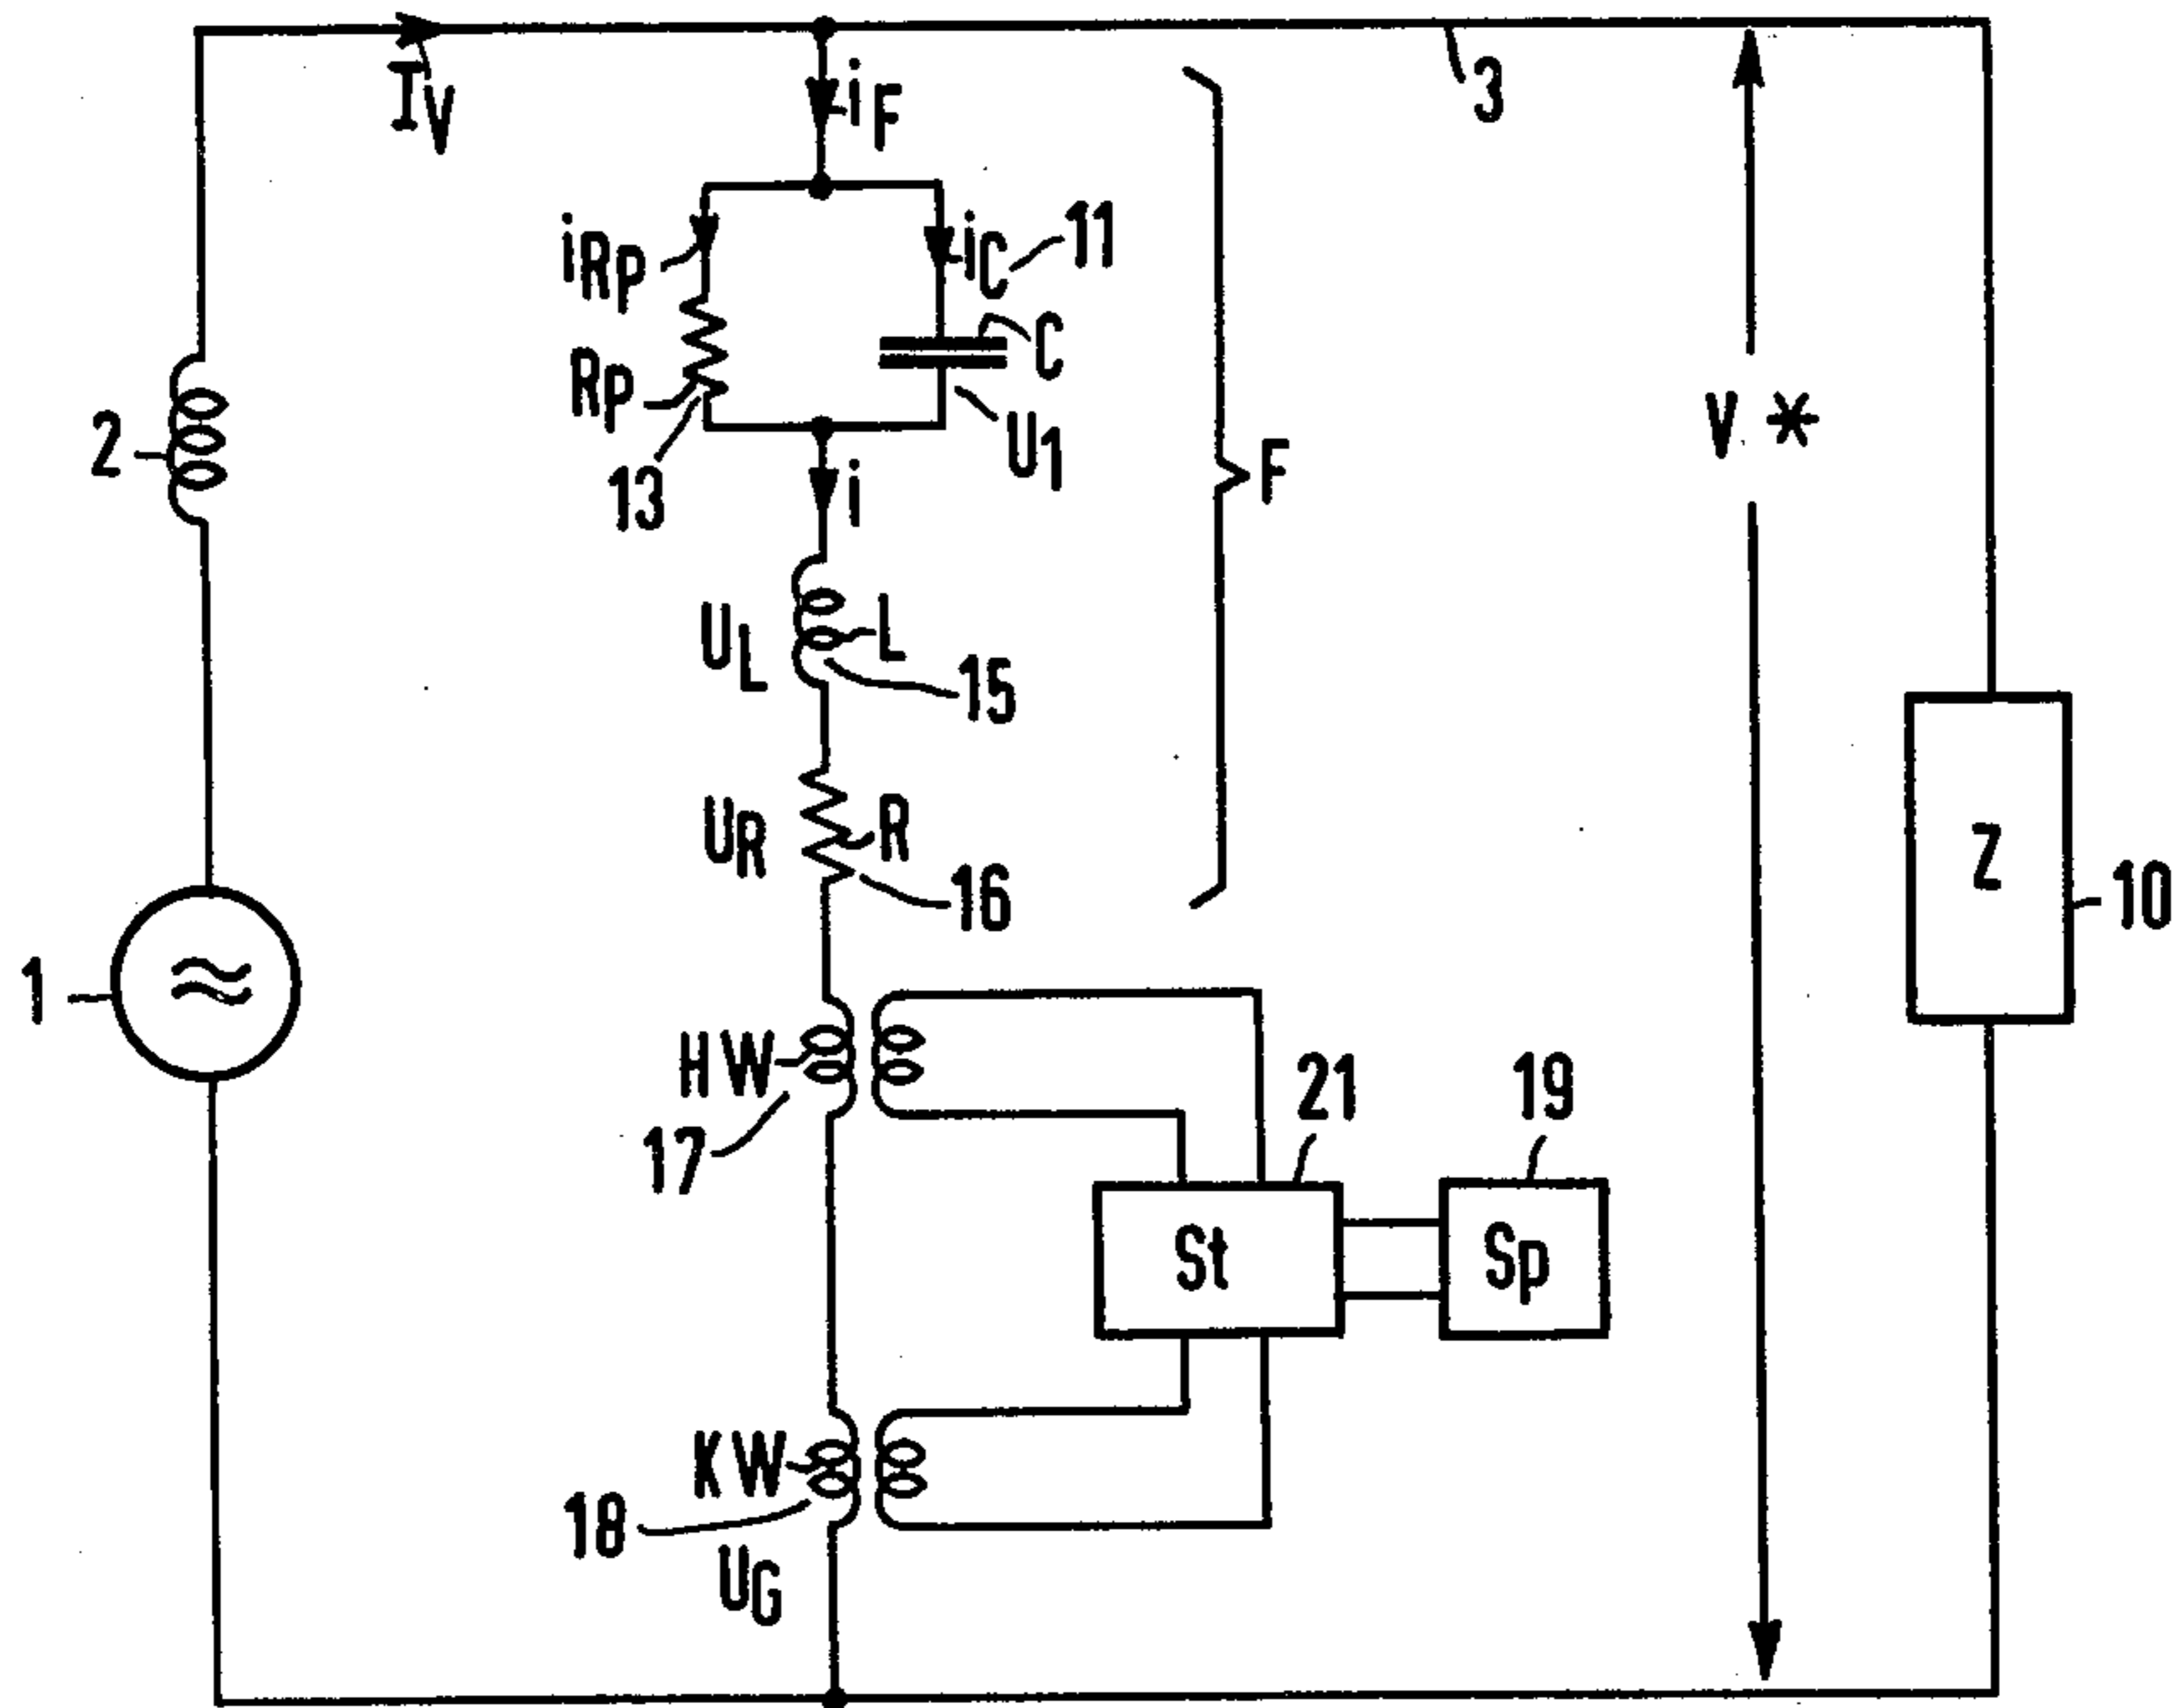 3
IV
iF
iRp
iC
11
C
Rp
U1
V *
2
13
i
F
UL
L
15
UR
R
Z
16
10
1
HW
21
19
17
St
Sp
KW
18
UG